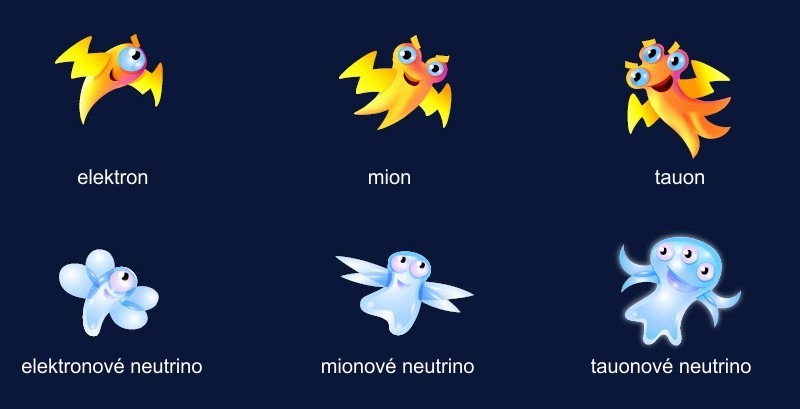 elektron
mion
tauon
elektronové neutrino
mionové neutrino
tauonové neutrino